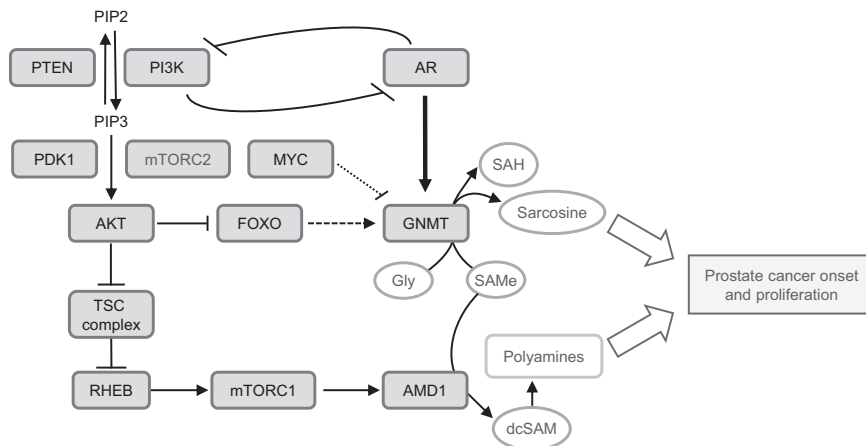 PIP2
PTEN
PI3K
AR
PIP3
PDK1
mTORC2
MYC
SAH
Sarcosine
AKT
FOXO
GNMT
Gly
SAMe
Prostate cancer onset
and proliferation
TSC
complex
Polyamines
RHEB
mTORC1
AMD1
dcSAM